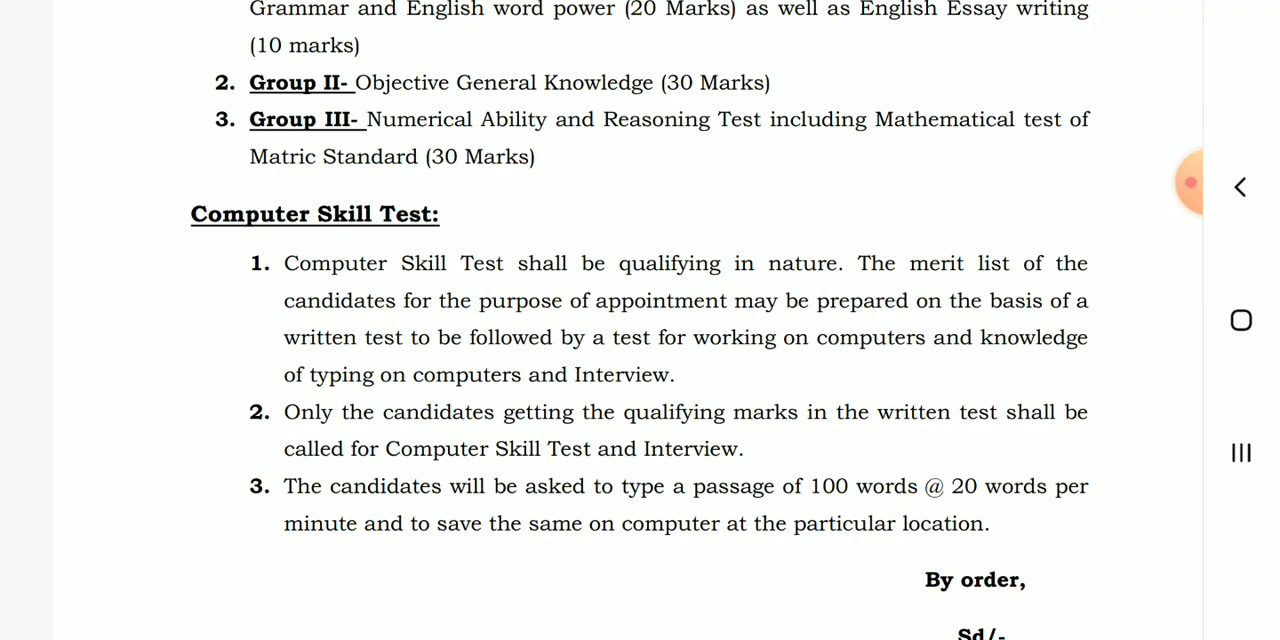 Grammar and English word power (20 Marks) as well as English Essay writing
(10 marks)
2. Group II- Objective General Knowledge (30 Marks)
3. Group III- Numerical Ability and Reasoning Test including Mathematical test of
Matric Standard (30 Marks)
Computer Skill Test:
1. Computer Skill Test shall be qualifying in nature. The merit list of the
candidates for the purpose of appointment may be prepared on the basis of a
written test to be followed by a test for working on computers and knowledge
of typing on computers and Interview.
2. Only the candidates getting the qualifying marks in the written test shall be
called for Computer Skill Test and Interview.
3. The candidates will be asked to type a passage of 100 words @ 20 words per
minute and to save the same on computer at the particular location.
By order,
Sd/-